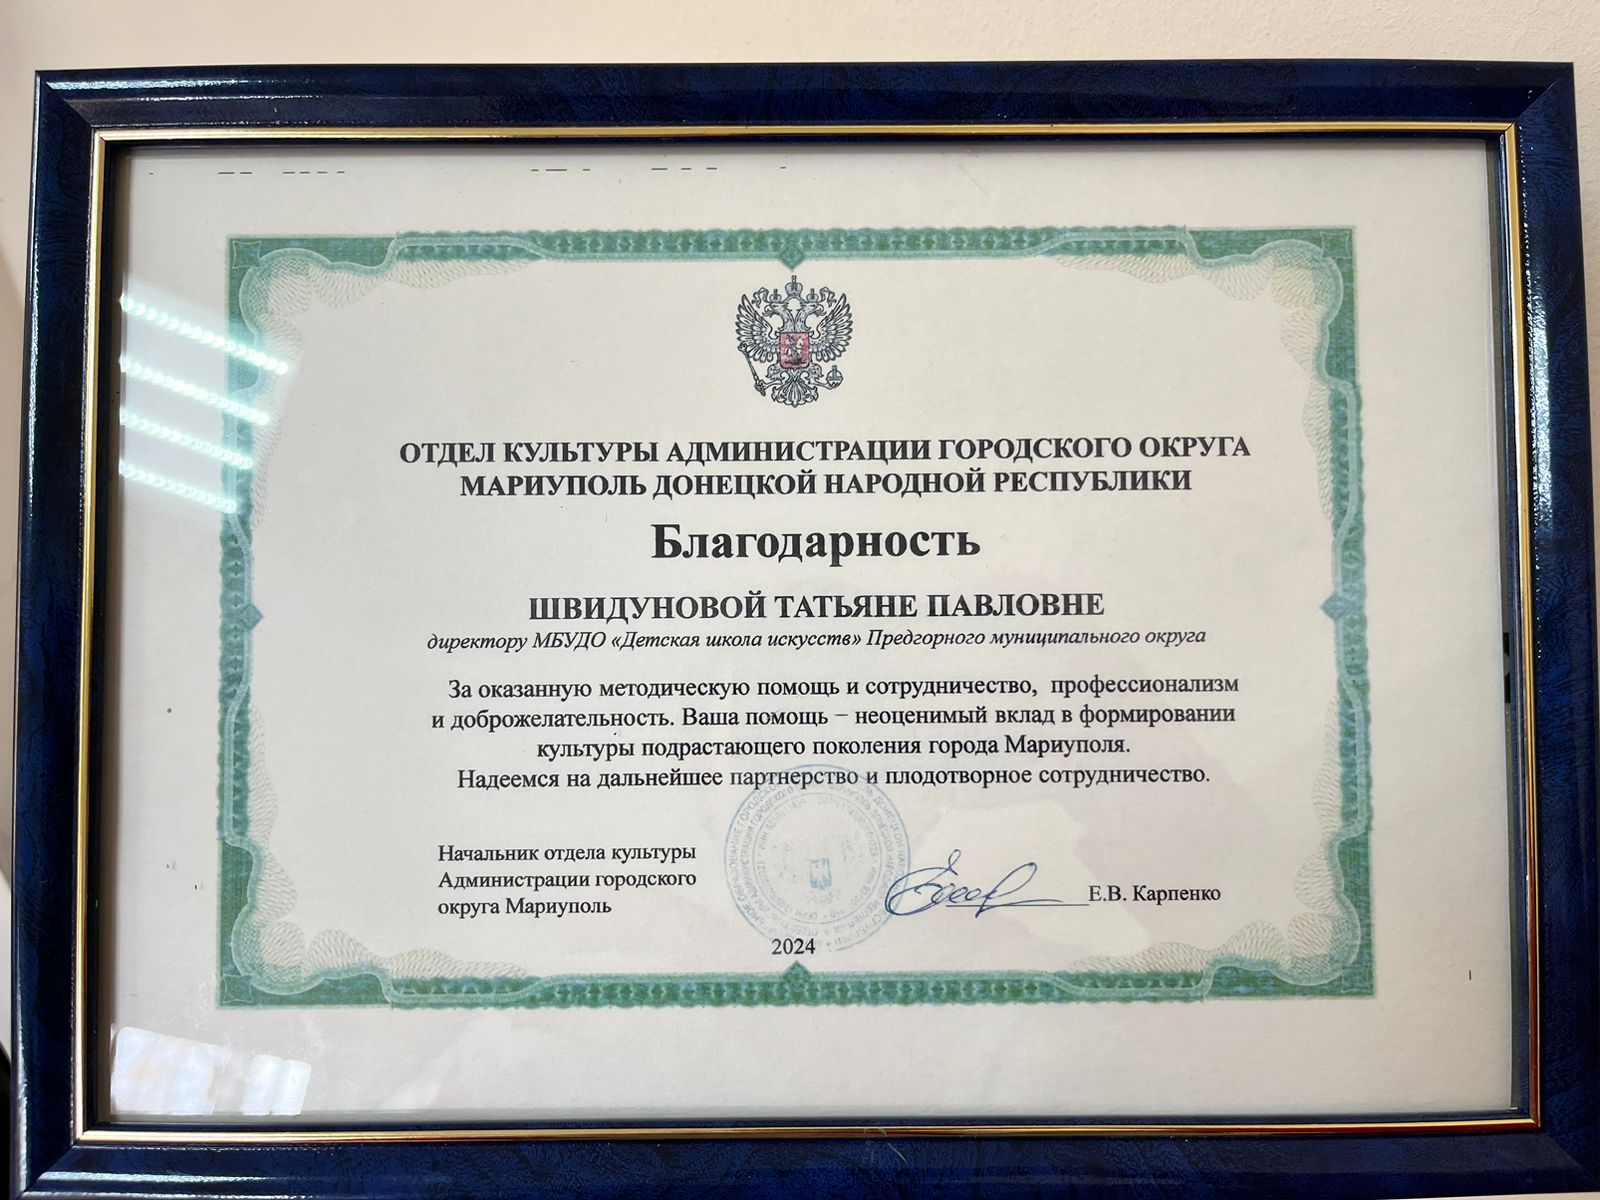 ОТДЕЛ КУЛЬТУРЫ АДМИНИСТРАЦИИ ГОРОДСКОГО ОКРУГА
МАРИУПОЛЬ ДОНЕЦКОЙ НАРОДНОЙ РЕСПУБЛИКИ
Благодарность
ШВИДУНОВОЙ ТАТЬЯНЕ ПАВЛОВНЕ
директору МБУДО «Детская школа искусств» Предгорного муниципального округа
За оказанную методическую помощь и сотрудничество, профессионализм
и доброжелательность. Ваша помощь – неоценимый вклад в формировании
культуры подрастающего поколения города Мариуполя.
Надеемся на дальнейшее партнерство и плодотворное сотрудничество.
Начальник отдела культуры
Администрации городского
округа Мариуполь
Е.В. Карпенко
2024